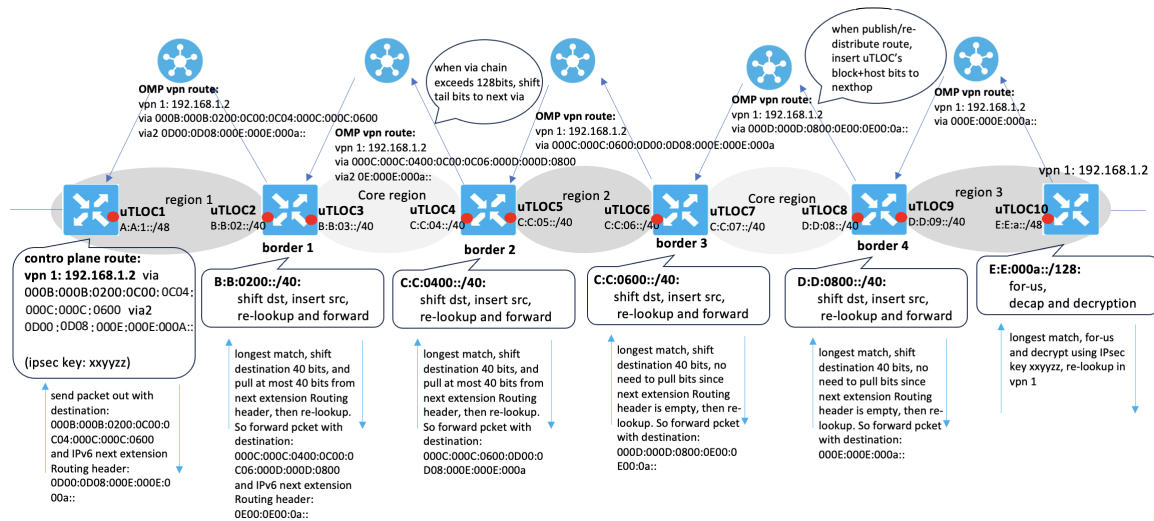 when publish/re-
distribute route,
insert uTLOC's
block+host bits to
nexthop
when via chain
exceeds 128bits, shift
tail bits to next via
OMP vpn route:
vpn 1: 192.168.1.2
via 000B:000B:0200:0C00:0C04:000C:000C:0600
via2 0D00:0D08:000E:000E:000a::
OMP vpn route:
vpn 1: 192.168.1.2
via 000C:000C:0400:0C00:0C06:000D:000D:0800
via2 0E:000E:000a::
OMP vpn route:
vpn 1: 192.168.1.2
via 000C:000C:0600:0D00:0D08:000E:000E:000a
OMP vpn route:
vpn 1: 192.168.1.2
via 000D:000D:0800:0E00:0E00:0a::
OMP vpn route:
vpn 1: 192.168.1.2
via 000E:000E:000a::
vpn 1: 192.168.1.2
region 1
Core region
region 2
Core region
region 3
uTLOC1
A:A:1::/48
uTLOC2
B:B:02::/40
uTLOC3
B:B:03::/40
uTLOC4
C:C:04::/40
uTLOC5
C:C:05::/40
uTLOC6
C:C:06::/40
uTLOC7
C:C:07::/40
uTLOC8
D:D:08::/40
uTLOC9
D:D:09::/40
uTLOC10
E:E:a::/48
border 1
border 2
border 3
border 4
contro plane route:
vpn 1: 192.168.1.2 via
000B:000B:0200:0C00:0C04:
000C:000C:0600 via2
0D00:0D08:000E:000E:000A::
(ipsec key: xxyyzz)
B:B:0200::/40:
shift dst, insert src,
re-lookup and forward
C:C:0400::/40:
shift dst, insert src,
re-lookup and forward
C:C:0600::/40:
shift dst, insert src,
re-lookup and forward
D:D:0800::/40:
shift dst, insert src,
re-lookup and forward
E:E:000a::/128:
for-us,
decap and decryption
send packet out with
destination:
000B:000B:0200:0C00:0
C04:000C:000C:0600
and IPv6 next extension
Routing header:
0D00:0D08:000E:000E:0
00a::
longest match, shift
destination 40 bits, and
pull at most 40 bits from
next extension Routing
header, then re-lookup.
So forward pcket with
destination:
000C:000C:0400:0C00:0
C06:000D:000D:0800
and IPv6 next extension
Routing header:
0E00:0E00:0a::
longest match, shift
destination 40 bits, and
pull at most 40 bits from
next extension Routing
header, then re-lookup.
So forward pcket with
destination:
000C:000C:0600:0D00:0
D08:000E:000E:000a
longest match, shift
destination 40 bits, no
need to pull bits since
next extension Routing
header is empty, then re-
lookup. So forward pcket
with destination:
000D:000D:0800:0E00:0
E00:0a::
longest match, shift
destination 40 bits, no
need to pull bits since
next extension Routing
header is empty, then re-
lookup. So forward pcket
with destination:
000E:000E:000a::
longest match, for-us
and decrypt using IPsec
key xxyyzz, re-lookup in
vpn 1